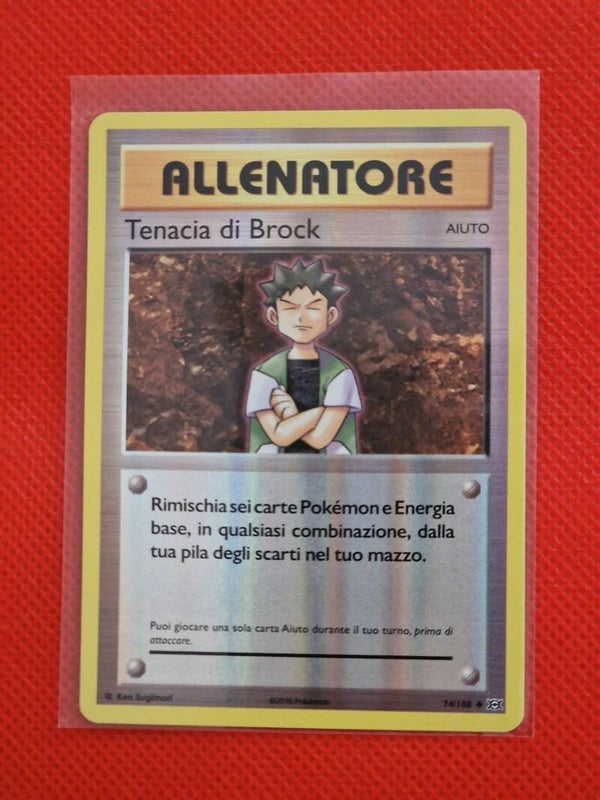 ALLENATORE
Tenacia di Brock
AIUTO
Rimischia sei carte Pokémon e Energia
base, in qualsiasi combinazione, dalla
tua pila degli scarti nel tuo mazzo.
Puoi giocare una sola carta Aiuto durante il tuo turno, prima di
attaccare.
Ill. Ken Sugimori
©2016 Pokémon
74/108